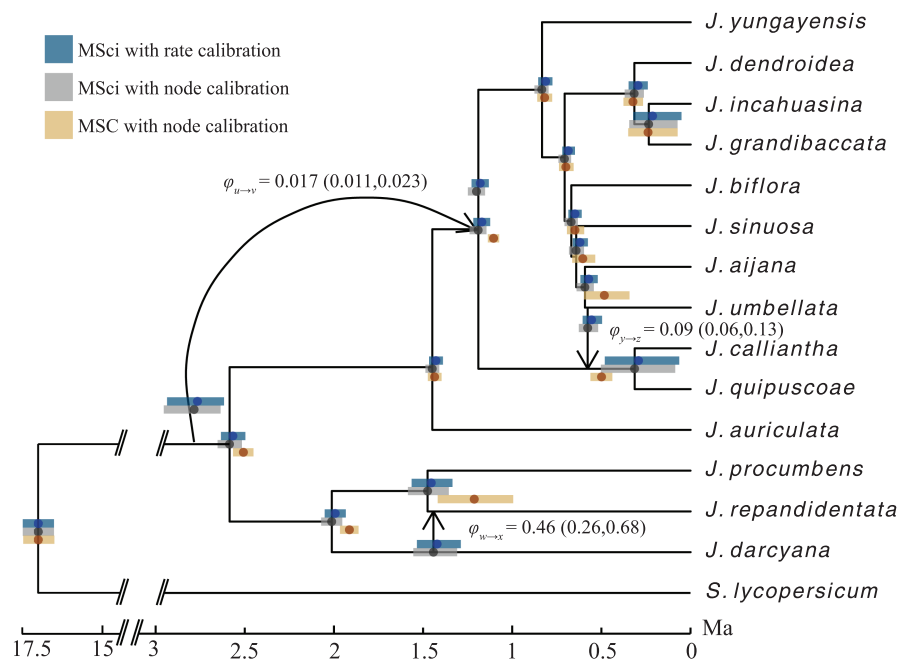 J. yungayensis
MSci with rate calibration
J. dendroidea
MSci with node calibration
J. incahuasina
MSC with node calibration
J. grandibaccata
φu→v = 0.017 (0.011,0.023)
J. biflora
J. sinuosa
J. aijana
J. umbellata
φy→z = 0.09 (0.06,0.13)
J. calliantha
J. quipuscoae
J. auriculata
J. procumbens
J. repandidentata
φw→x = 0.46 (0.26,0.68)
J. darcyana
S. lycopersicum
Ma
17.5 15 3 2.5 2 1.5 1 0.5 0